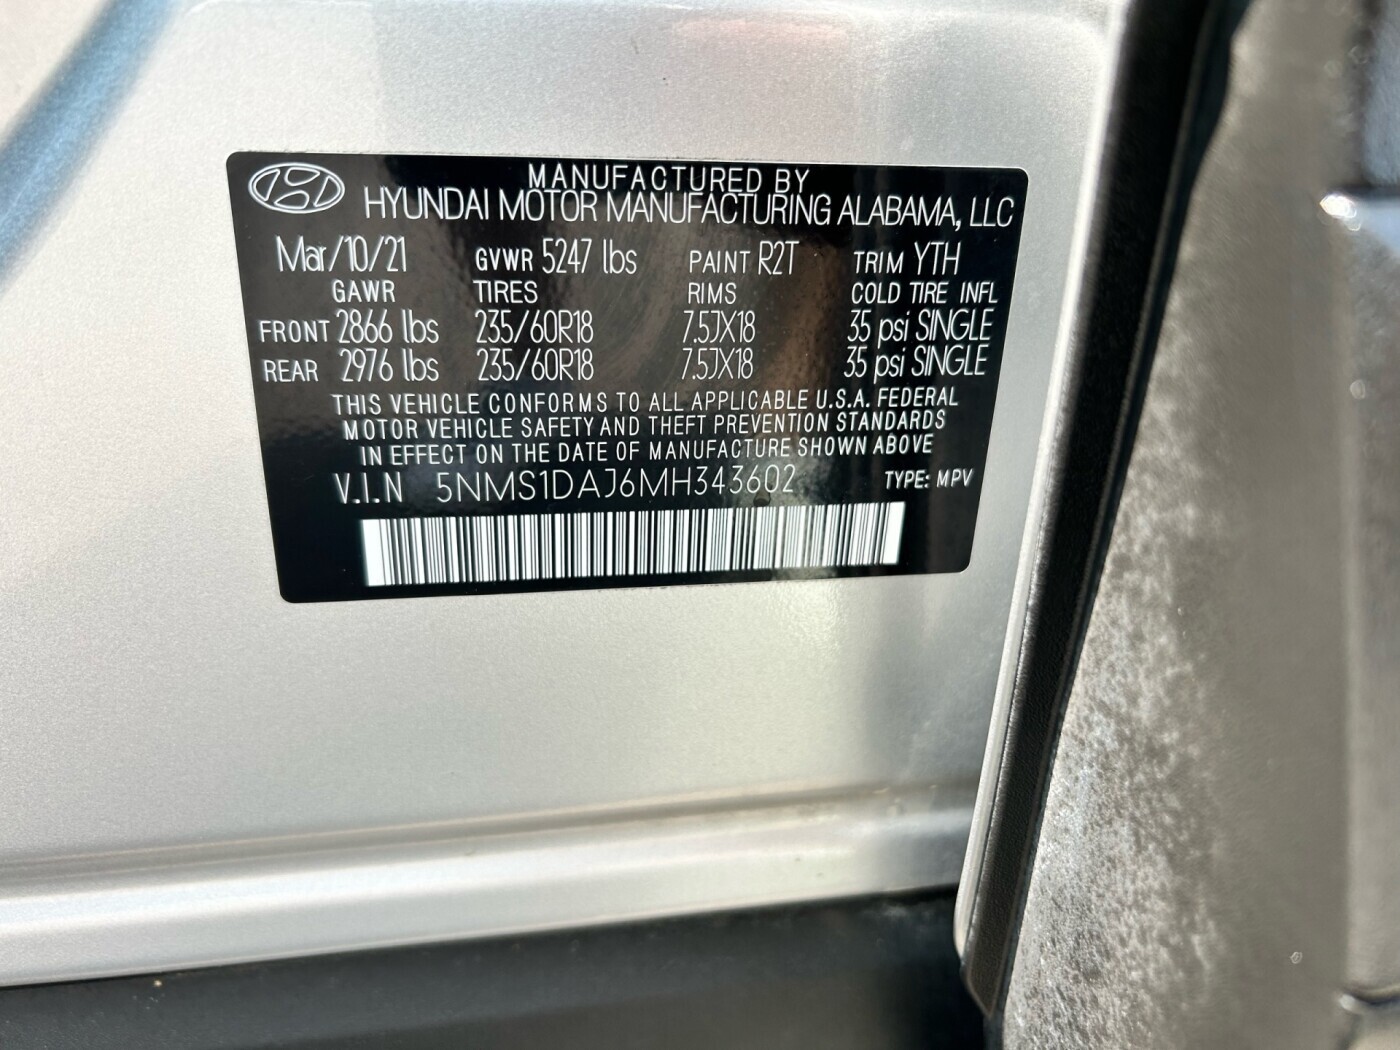 MANUFACTURED BY
HYUNDAI MOTOR MANUFACTURING ALABAMA, LLC
Mar/10/21 GVWR 5247 lbs PAINT R2T TRIM YTH
GAWR TIRES RIMS COLD TIRE INFL
FRONT 2866 lbs 235/60R18 7.5JX18 35 psi SINGLE
REAR 2976 lbs 235/60R18 7.5JX18 35 psi SINGLE
THIS VEHICLE CONFORMS TO ALL APPLICABLE U.S.A. FEDERAL
MOTOR VEHICLE SAFETY AND THEFT PREVENTION STANDARDS
IN EFFECT ON THE DATE OF MANUFACTURE SHOWN ABOVE
V.I.N 5NMS1DAJ6MH343602 TYPE: MPV